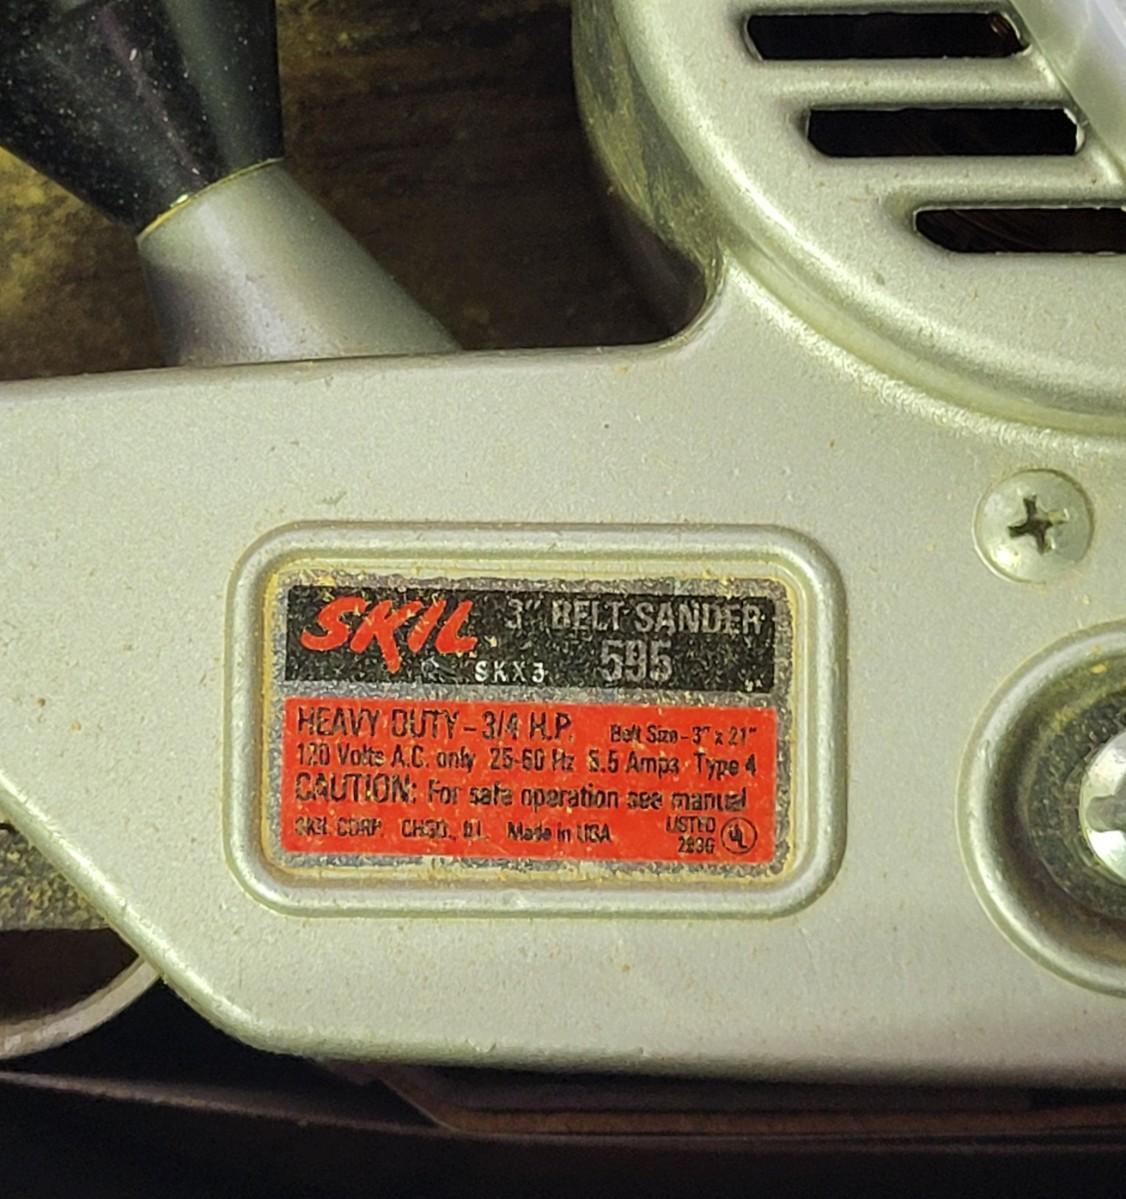 SKIL 3" BELT SANDER
SKX3 595
HEAVY DUTY - 3/4 H.P. Belt Size - 3" x 21"
120 Volts A.C. only 25-60 Hz 5.5 Amps - Type 4
CAUTION: For safe operation see manual
SKIL CORP. CHGO., ILL. Made in USA LISTED
UL